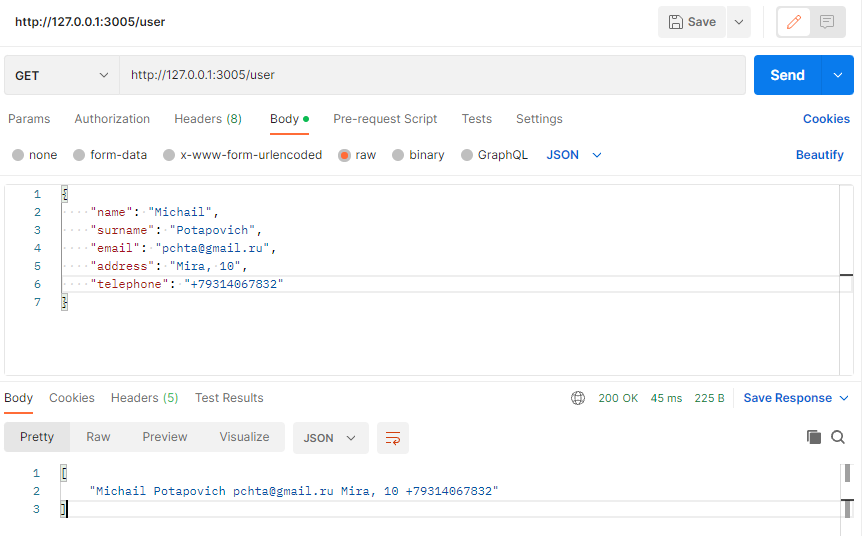 http://127.0.0.1:3005/user Save
GET http://127.0.0.1:3005/user Send
Params Authorization Headers (8) Body Pre-request Script Tests Settings Cookies
none form-data x-www-form-urlencoded raw binary GraphQL JSON Beautify
1 {
2 "name": "Michail",
3 "surname": "Potapovich",
4 "email": "pchta@gmail.ru",
5 "address": "Mira, 10",
6 "telephone": "+79314067832"
7 }
Body Cookies Headers (5) Test Results 200 OK 45 ms 225 B Save Response
Pretty Raw Preview Visualize JSON
1 [
2 "Michail Potapovich pchta@gmail.ru Mira, 10 +79314067832"
3 ]